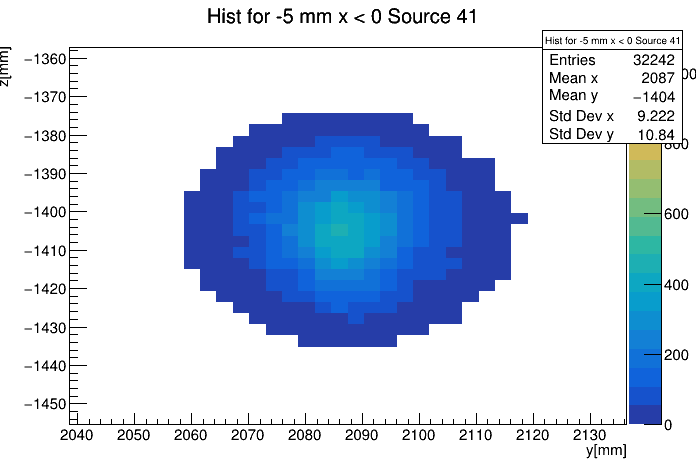 Hist for -5 mm x < 0 Source 41
Hist for -5 mm x < 0 Source 41
Entries 32242
Mean x 2087
Mean y −1404
Std Dev x 9.222
Std Dev y 10.84
z[mm]
−1360
−1370
−1380
−1390
−1400
−1410
−1420
−1430
−1440
−1450
800
600
400
200
0
2040 2050 2060 2070 2080 2090 2100 2110 2120 2130
y[mm]